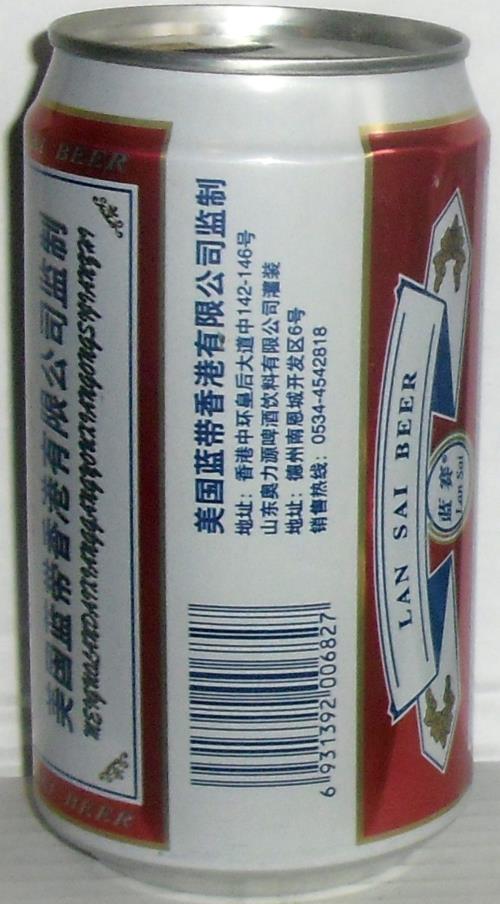 BEER
美国蓝带香港有限公司监制
美国蓝带香港有限公司监制
地址：香港中环皇后大道中142-146号
山东奥力源啤酒饮料有限公司灌装
地址：德州南恩城开发区6号
销售热线：0534-4542818
6 931392 006827
LAN SAI BEER
蓝赛®
Lan Sai
BEER